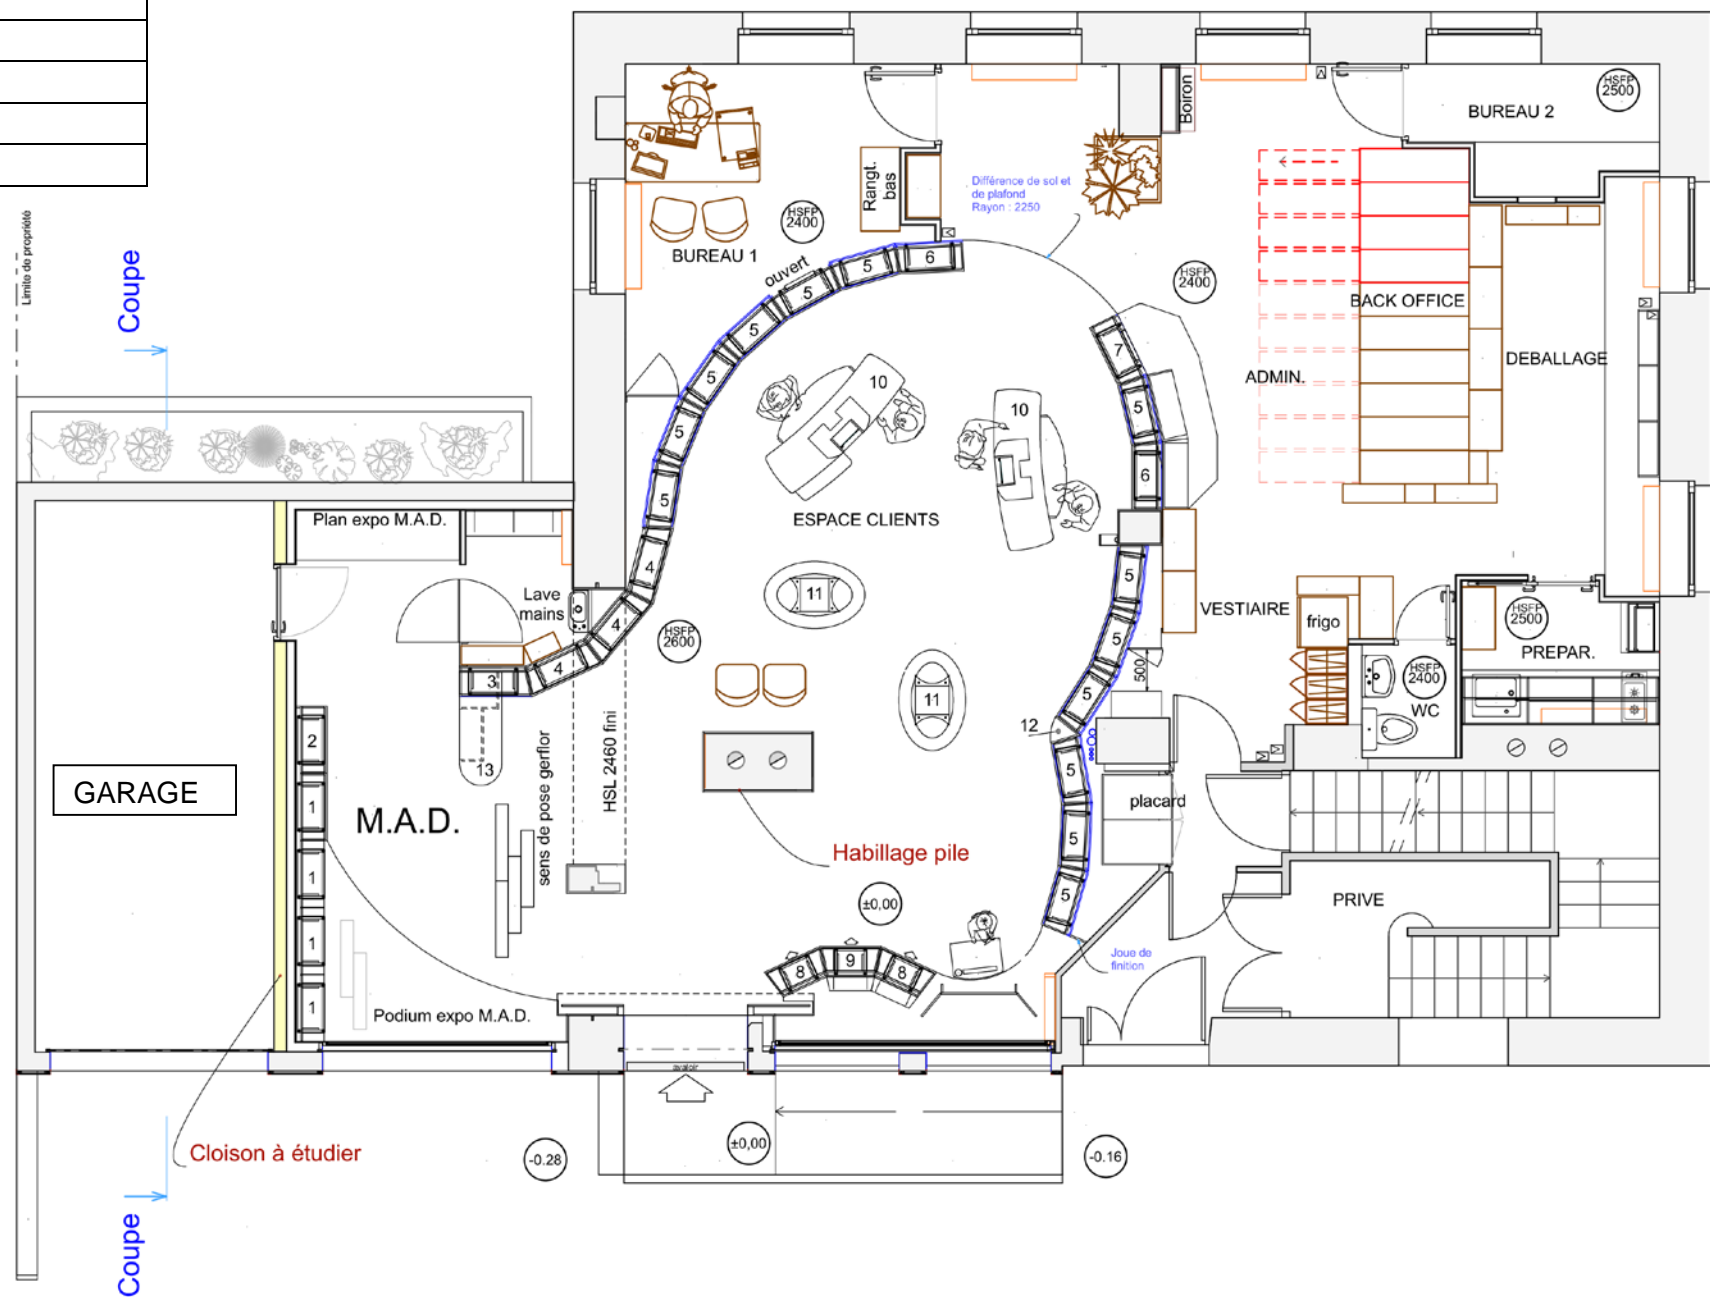 HSFP
2500
BUREAU 2
Boiron
Rangt.
bas
Différence de sol et
de plafond
Rayon : 2250
HSFP
2400
BUREAU 1
ouvert
5
5
5
5
5
5
5
6
Limite de propriété
Coupe
HSFP
2400
BACK OFFICE
DEBALLAGE
ADMIN.
7
5
6
10
10
ESPACE CLIENTS
Plan expo M.A.D.
Lave
mains
4
4
4
3
HSFP
2600
11
11
5
5
5
500
12
5
5
5
VESTIAIRE
frigo
HSFP
2500
PREPAR.
HSFP
2400
WC
2
1
1
1
1
13
GARAGE
M.A.D.
sens de pose gerflor
HSL 2460 fini
Habillage pile
placard
±0,00
PRIVE
8
9
8
Joue de
finition
Podium expo M.A.D.
avaloir
Cloison à étudier
-0.28
±0,00
-0.16
Coupe